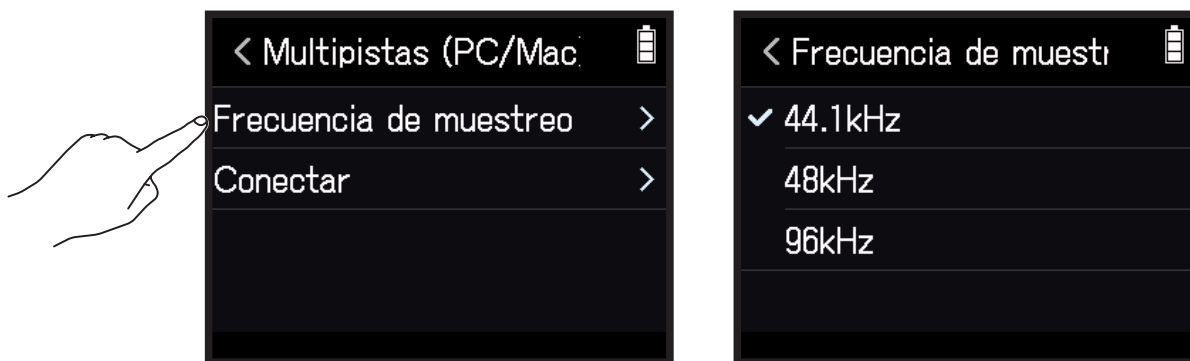 < Multipistas (PC/Mac)
Frecuencia de muestreo >
Conectar >
< Frecuencia de muestr
✓ 44.1kHz
48kHz
96kHz